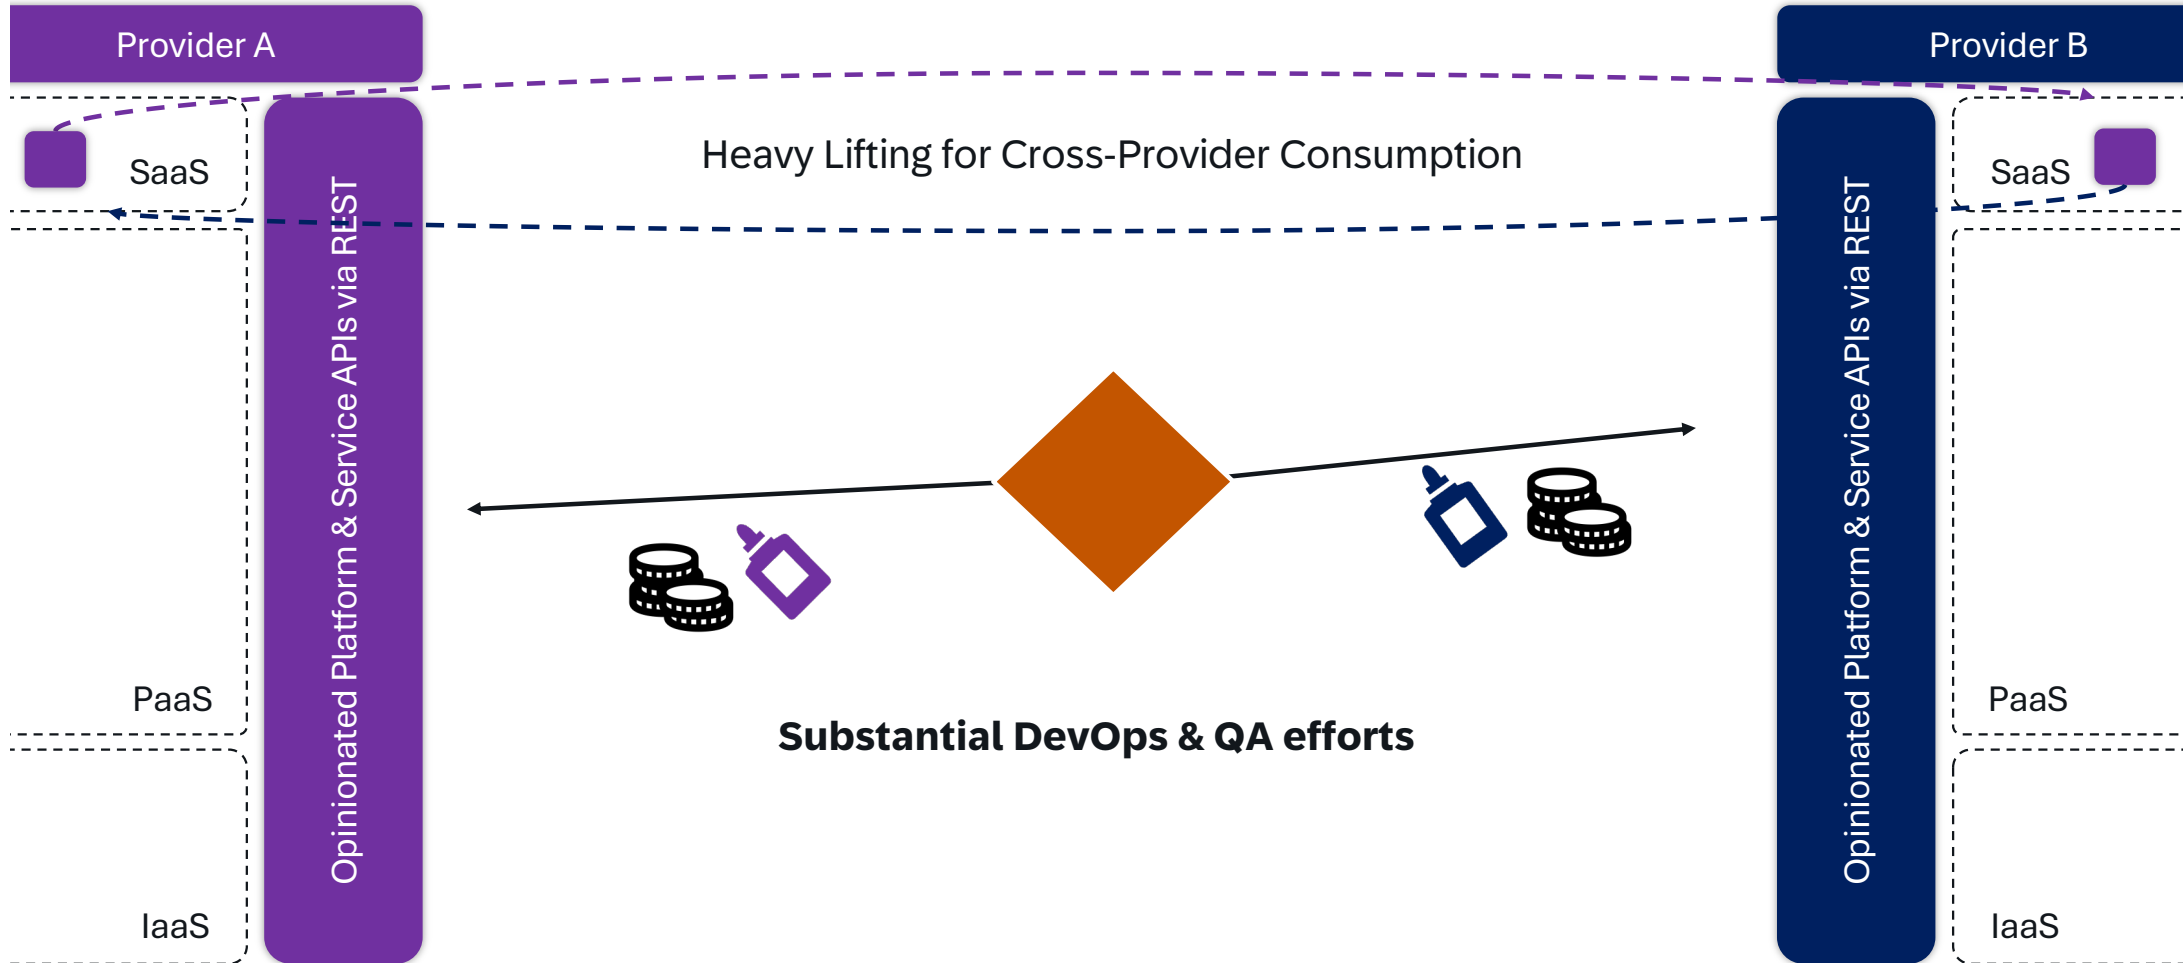 Provider A
Provider B
SaaS
Opinionated Platform & Service APIs via REST
Heavy Lifting for Cross-Provider Consumption
Opinionated Platform & Service APIs via REST
SaaS
PaaS
Substantial DevOps & QA efforts
PaaS
IaaS
IaaS